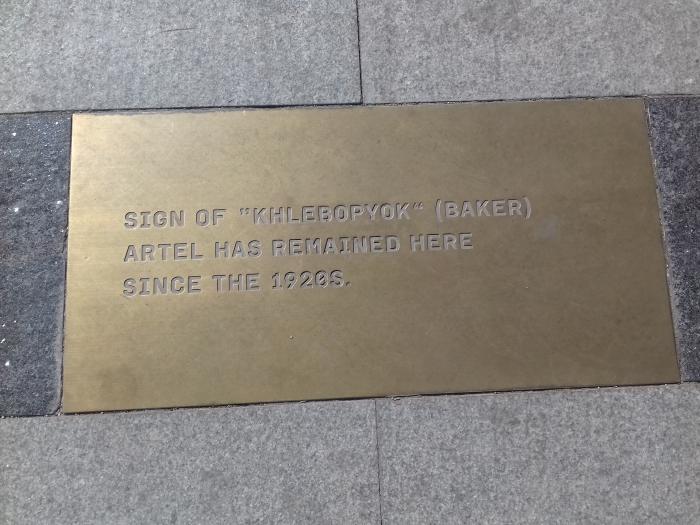 SIGN OF "KHLEBOPYOK" (BAKER)
ARTEL HAS REMAINED HERE
SINCE THE 1920S.